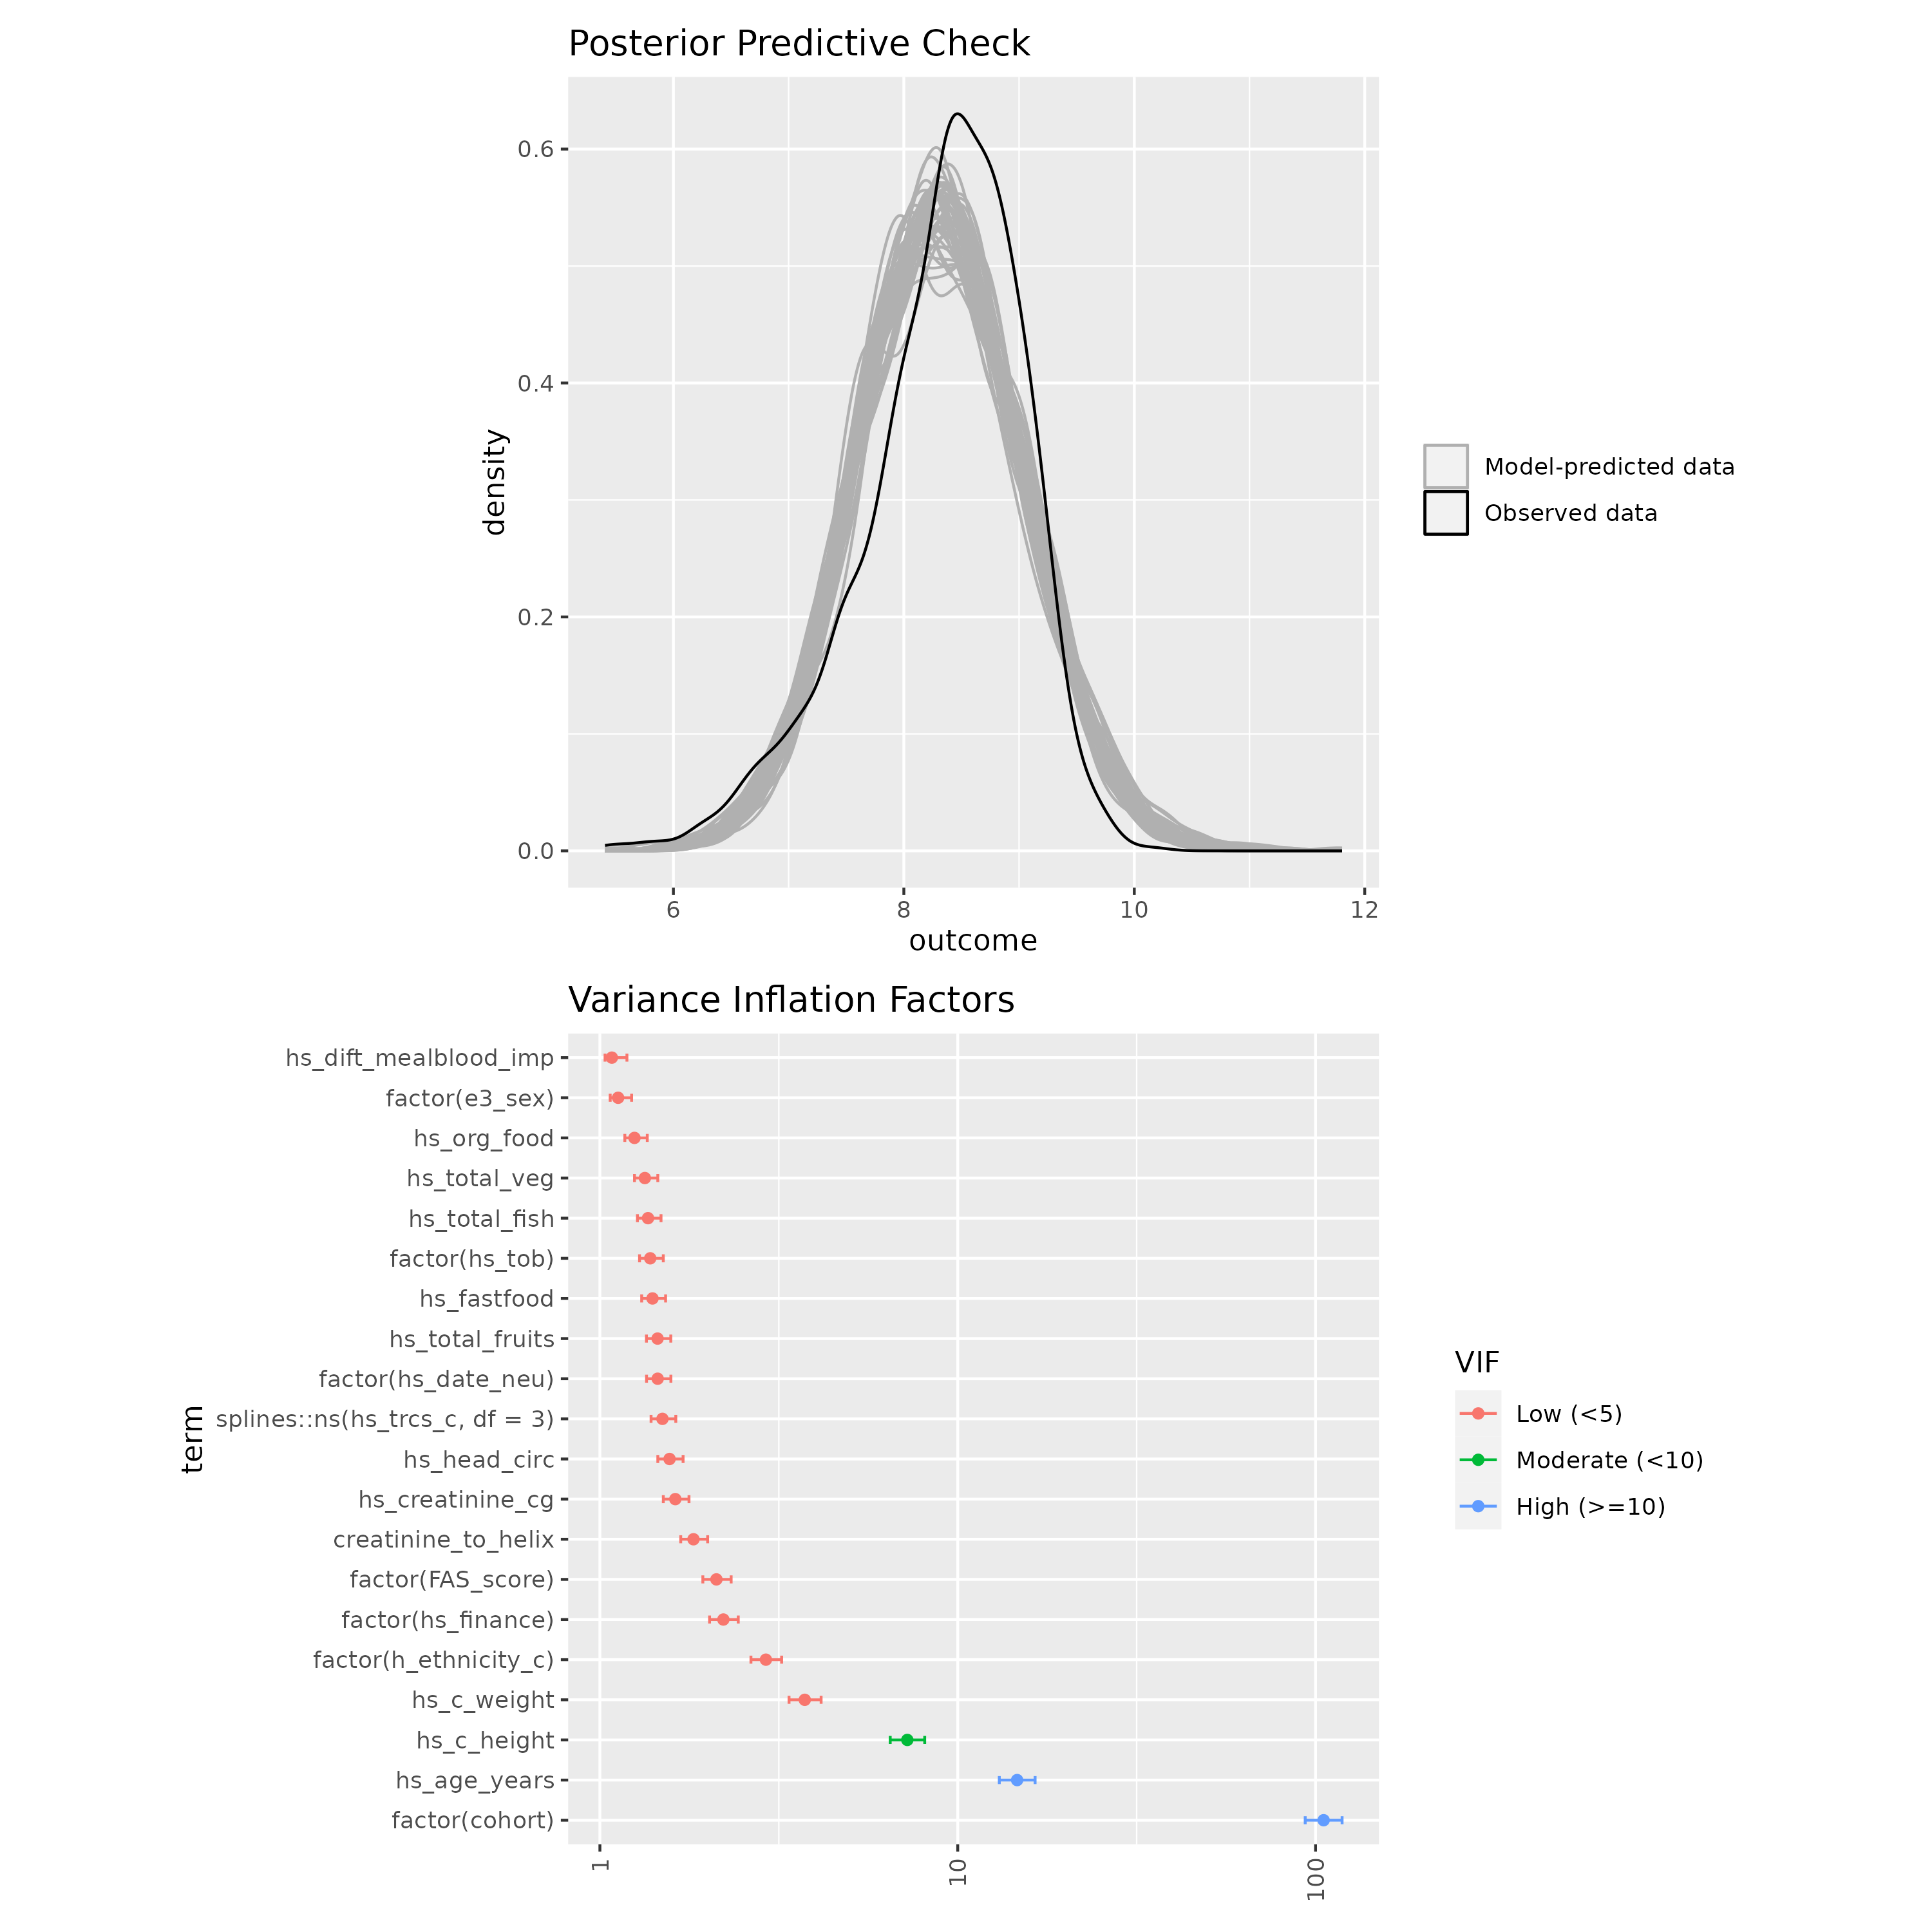 Posterior Predictive Check
0.6
0.4
0.2
0.0
density
6
8
10
12
outcome
Model-predicted data
Observed data
Variance Inflation Factors
term
hs_dift_mealblood_imp
factor(e3_sex)
hs_org_food
hs_total_veg
hs_total_fish
factor(hs_tob)
hs_fastfood
hs_total_fruits
factor(hs_date_neu)
splines::ns(hs_trcs_c, df = 3)
hs_head_circ
hs_creatinine_cg
creatinine_to_helix
factor(FAS_score)
factor(hs_finance)
factor(h_ethnicity_c)
hs_c_weight
hs_c_height
hs_age_years
factor(cohort)
1
10
100
VIF
Low (<5)
Moderate (<10)
High (>=10)